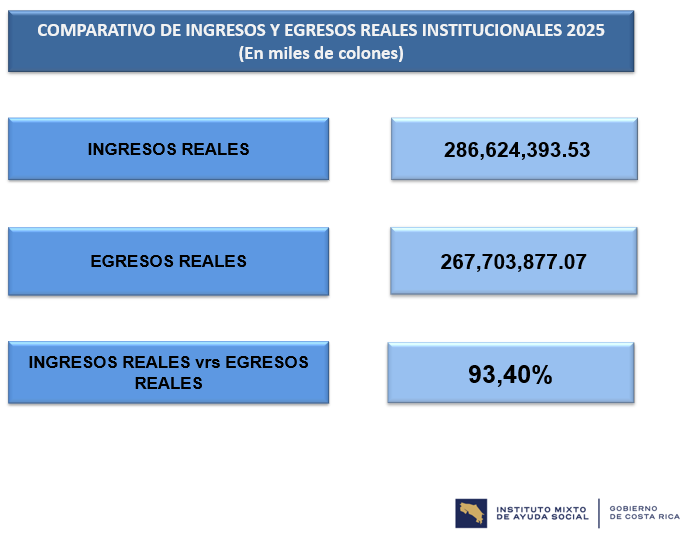 COMPARATIVO DE INGRESOS Y EGRESOS REALES INSTITUCIONALES 2025
(En miles de colones)
INGRESOS REALES
286,624,393.53
EGRESOS REALES
267,703,877.07
INGRESOS REALES vrs EGRESOS
REALES
93,40%
INSTITUTO MIXTO
DE AYUDA SOCIAL
GOBIERNO
DE COSTA RICA